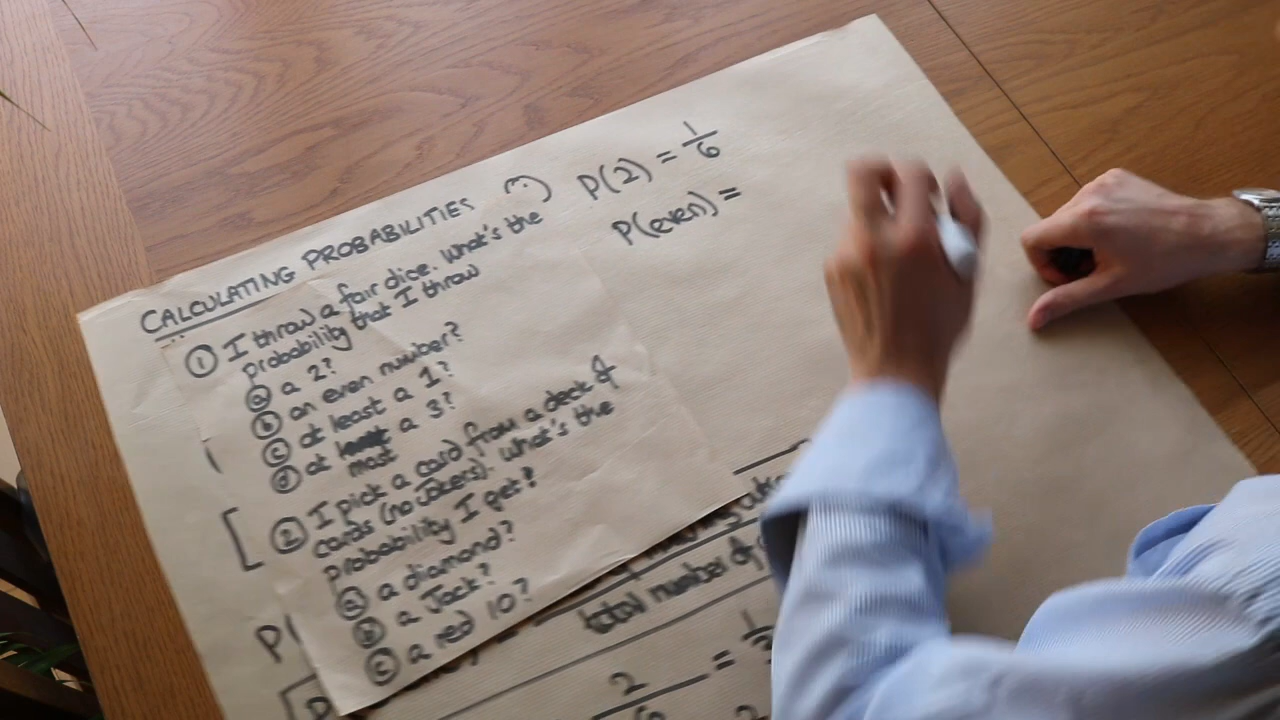 CALCULATING PROBABILITIES
① I throw a fair dice. What's the
probability that I throw
ⓐ a 2?
ⓑ an even number?
ⓒ at least a 1?
ⓓ at most a 3?
② I pick a card from a deck of
cards (no Jokers). What's the
probability I get?
ⓐ a diamond?
ⓑ a Jack?
ⓒ a red 10?
P(2) = 1/6
P(even) =
P(
total number of
2